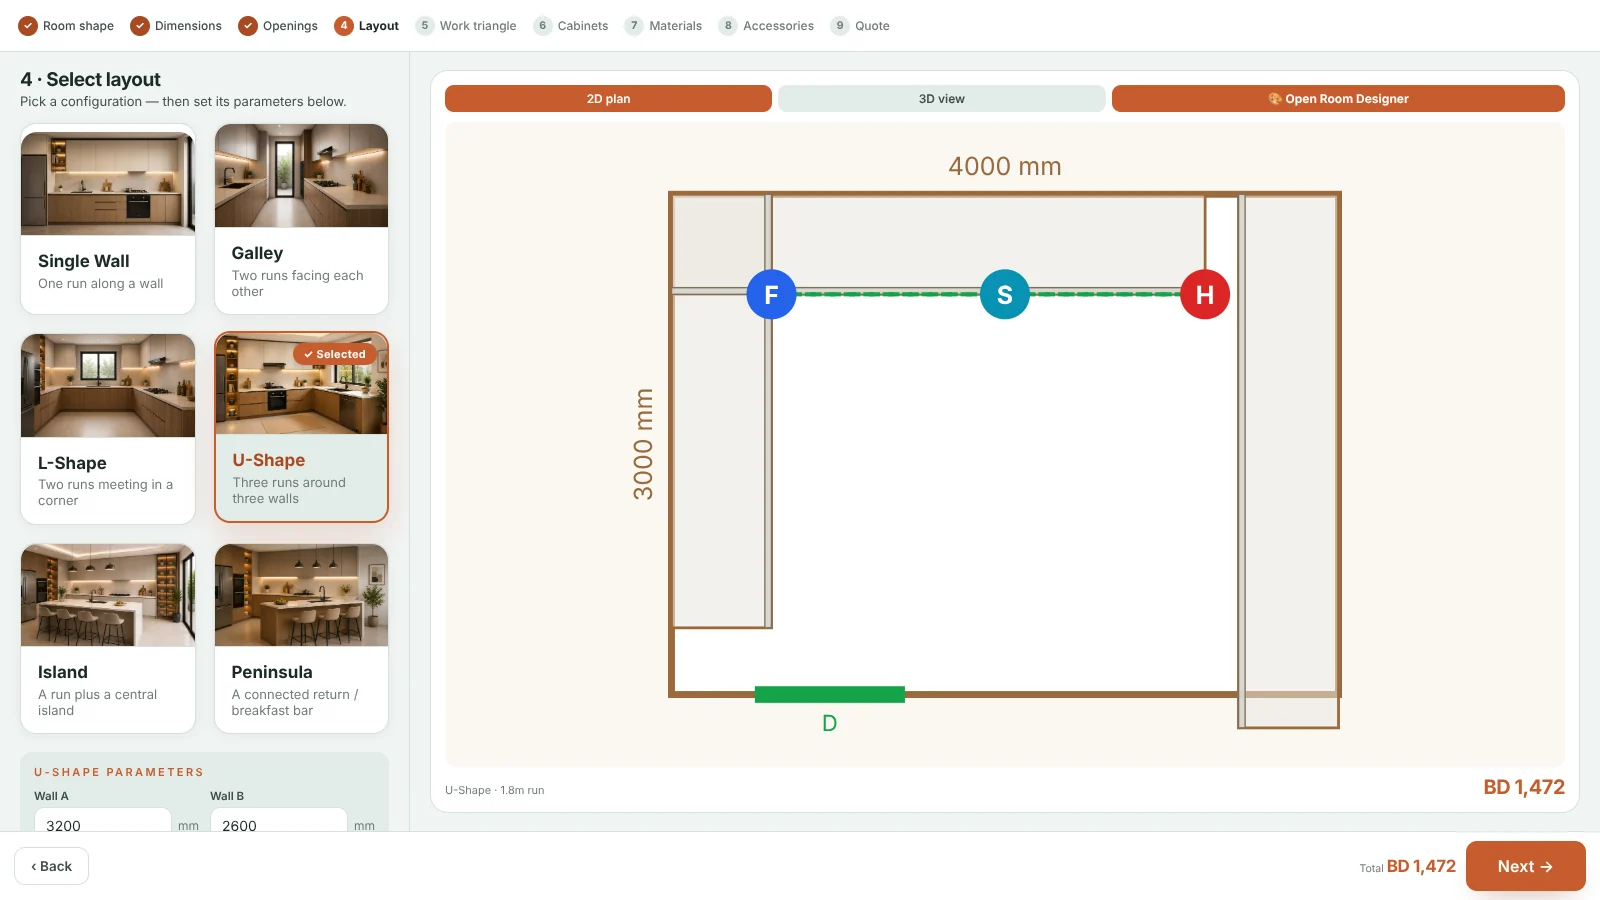 ✓ Room shape ✓ Dimensions ✓ Openings 4 Layout 5 Work triangle 6 Cabinets 7 Materials 8 Accessories 9 Quote
4 · Select layout
Pick a configuration — then set its parameters below.
Single Wall
One run along a wall
Galley
Two runs facing each
other
L-Shape
Two runs meeting in a
corner
✓ Selected
U-Shape
Three runs around
three walls
Island
A run plus a central
island
Peninsula
A connected return /
breakfast bar
U-SHAPE PARAMETERS
Wall A Wall B
3200 mm 2600 mm
2D plan 3D view 🎨 Open Room Designer
4000 mm
3000 mm
F S H
D
U-Shape · 1.8m run BD 1,472
‹ Back Total BD 1,472 Next →